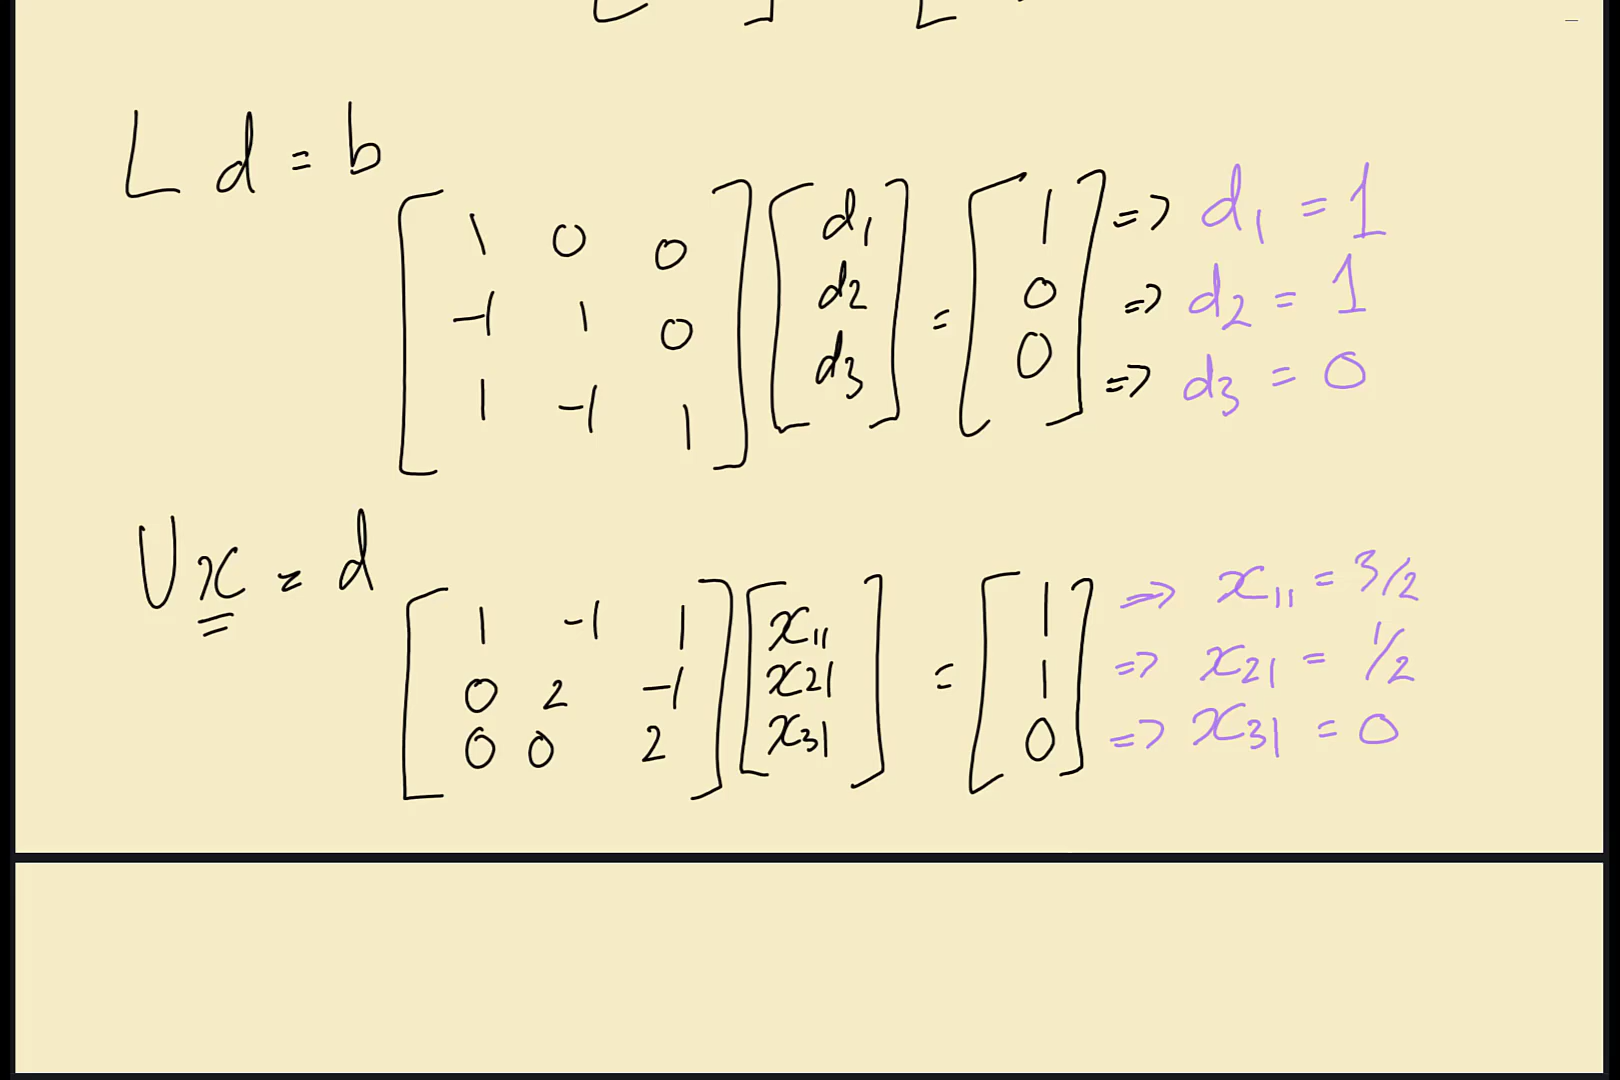 L d = b
[ 1 0 0 ] [ d1 ] = [ 1 ] => d1 = 1
[ -1 1 0 ] [ d2 ] [ 0 ] => d2 = 1
[ 1 -1 1 ] [ d3 ] [ 0 ] => d3 = 0
U x = d
[ 1 -1 1 ] [ x11 ] = [ 1 ] => x11 = 3/2
[ 0 2 -1 ] [ x21 ] [ 1 ] => x21 = 1/2
[ 0 0 2 ] [ x31 ] [ 0 ] => x31 = 0